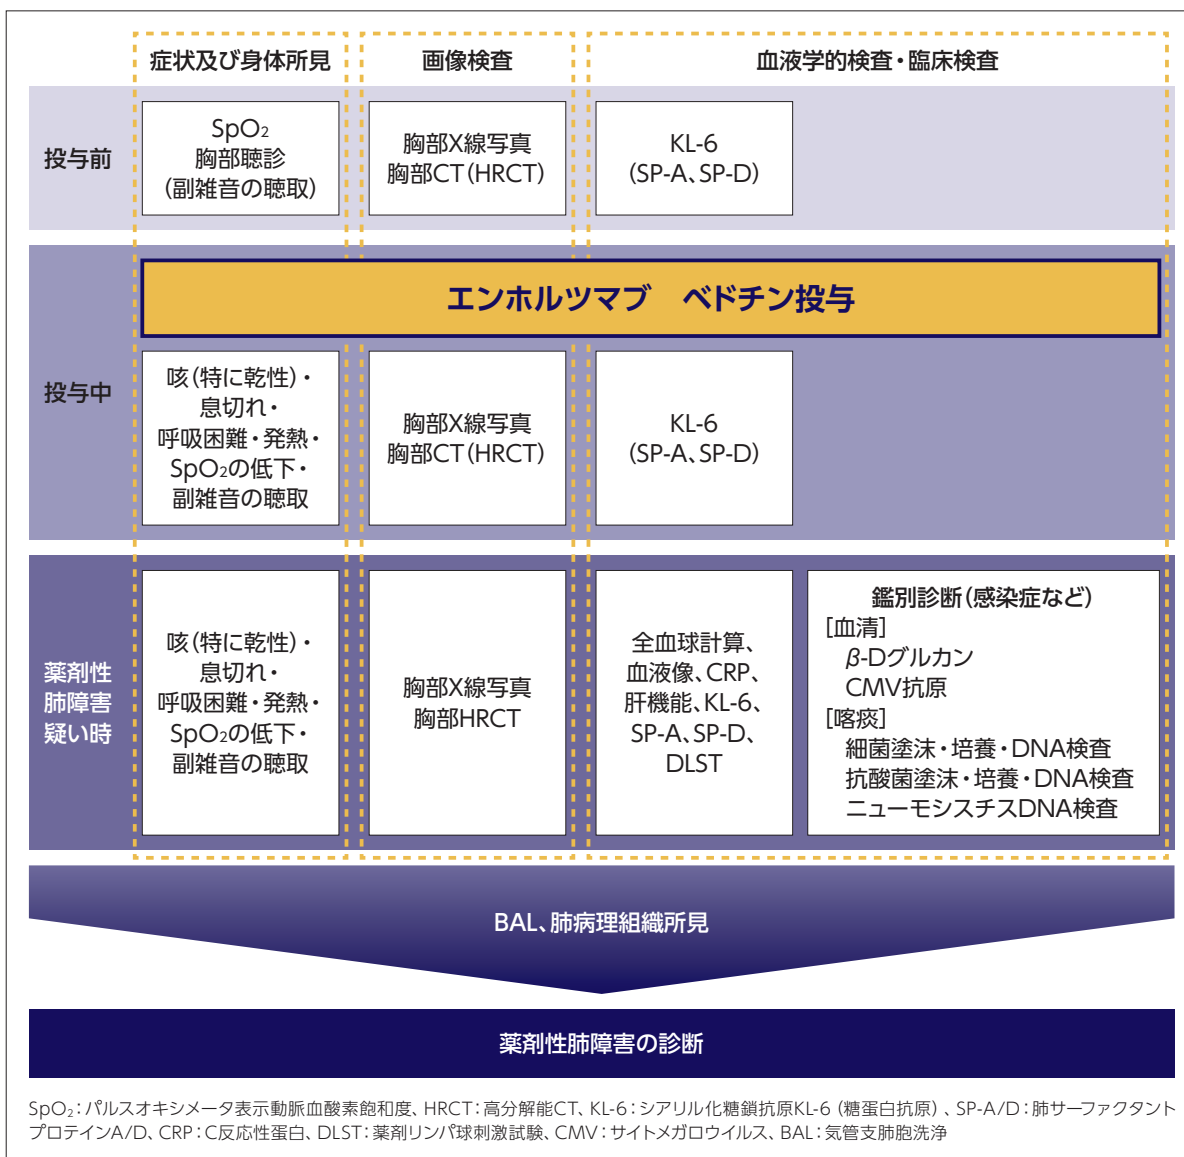 症状及び身体所見
画像検査
血液学的検査・臨床検査
投与前
SpO2
胸部聴診
(副雑音の聴取)
胸部X線写真
胸部CT(HRCT)
KL-6
(SP-A、SP-D)
エンホルツマブ　ベドチン投与
投与中
咳(特に乾性)・
息切れ・
呼吸困難・発熱・
SpO2の低下・
副雑音の聴取
胸部X線写真
胸部CT(HRCT)
KL-6
(SP-A、SP-D)
薬剤性
肺障害
疑い時
咳(特に乾性)・
息切れ・
呼吸困難・発熱・
SpO2の低下・
副雑音の聴取
胸部X線写真
胸部HRCT
全血球計算、
血液像、CRP、
肝機能、KL-6、
SP-A、SP-D、
DLST
鑑別診断(感染症など)
[血清]
β-Dグルカン
CMV抗原
[喀痰]
細菌塗沫・培養・DNA検査
抗酸菌塗沫・培養・DNA検査
ニューモシスチスDNA検査
BAL、肺病理組織所見
薬剤性肺障害の診断
SpO2：パルスオキシメータ表示動脈血酸素飽和度、HRCT：高分解能CT、KL-6：シアリル化糖鎖抗原KL-6 (糖蛋白抗原) 、SP-A/D：肺サーファクタント
プロテインA/D、CRP：C反応性蛋白、DLST：薬剤リンパ球刺激試験、CMV：サイトメガロウイルス、BAL：気管支肺胞洗浄